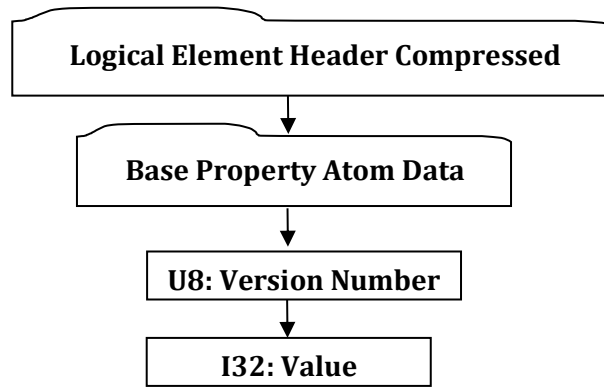 Logical Element Header Compressed
Base Property Atom Data
U8: Version Number
I32: Value